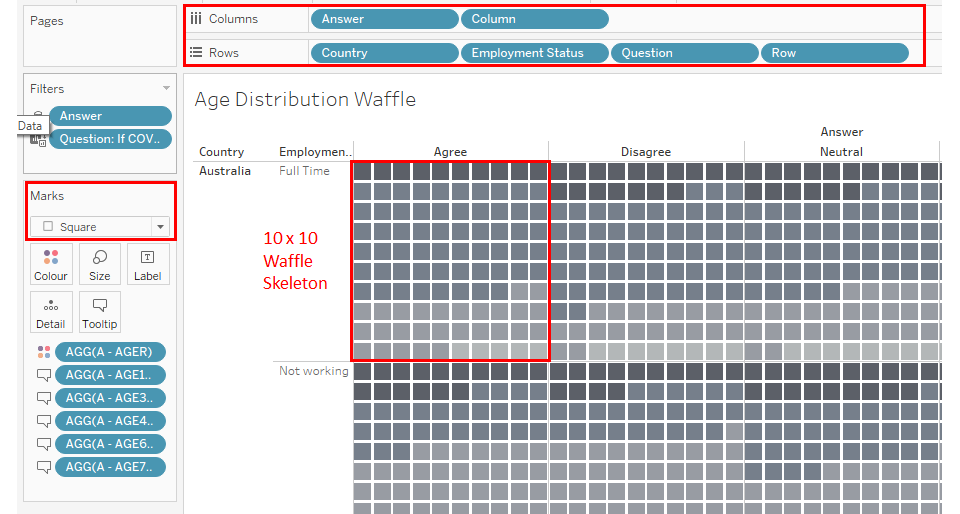 Pages
Columns
Answer
Column
Rows
Country
Employment Status
Question
Row
Filters
Answer
Data
Question: If COV..
Marks
Square
Colour
Size
Label
Detail
Tooltip
AGG(A - AGER)
AGG(A - AGE1..
AGG(A - AGE3..
AGG(A - AGE4..
AGG(A - AGE6..
AGG(A - AGE7..
Age Distribution Waffle
Answer
Country
Employmen..
Agree
Disagree
Neutral
Australia
Full Time
10 x 10
Waffle
Skeleton
Not working